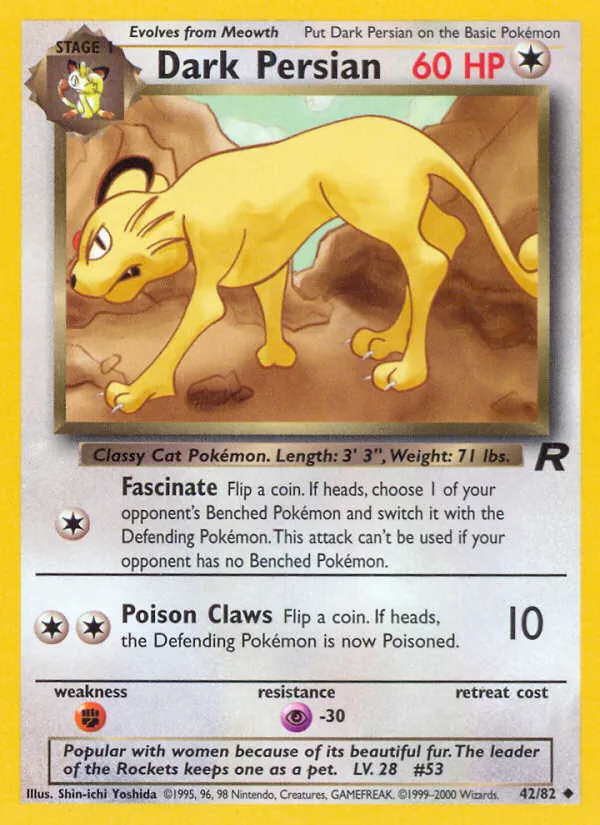 Evolves from Meowth Put Dark Persian on the Basic Pokémon
STAGE 1
Dark Persian 60 HP
Classy Cat Pokémon. Length: 3' 3", Weight: 71 lbs.
R
Fascinate Flip a coin. If heads, choose 1 of your
opponent's Benched Pokémon and switch it with the
Defending Pokémon. This attack can't be used if your
opponent has no Benched Pokémon.
Poison Claws Flip a coin. If heads,
the Defending Pokémon is now Poisoned.
10
weakness resistance retreat cost
-30
Popular with women because of its beautiful fur. The leader
of the Rockets keeps one as a pet. LV. 28 #53
Illus. Shin-ichi Yoshida ©1995, 96, 98 Nintendo, Creatures, GAMEFREAK. ©1999-2000 Wizards. 42/82